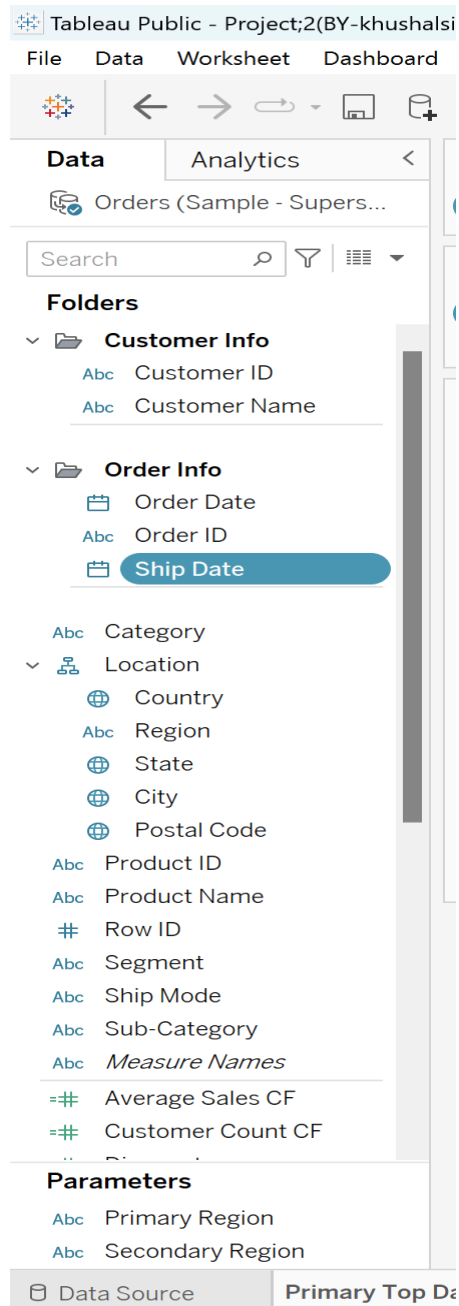 Tableau Public - Project;2(BY-khushalsi
File Data Worksheet Dashboard
Data Analytics
Orders (Sample - Supers...
Search
Folders
Customer Info
Abc Customer ID
Abc Customer Name
Order Info
Order Date
Abc Order ID
Ship Date
Abc Category
Location
Country
Abc Region
State
City
Postal Code
Abc Product ID
Abc Product Name
# Row ID
Abc Segment
Abc Ship Mode
Abc Sub-Category
Abc Measure Names
=# Average Sales CF
=# Customer Count CF
Parameters
Abc Primary Region
Abc Secondary Region
Data Source Primary Top Da